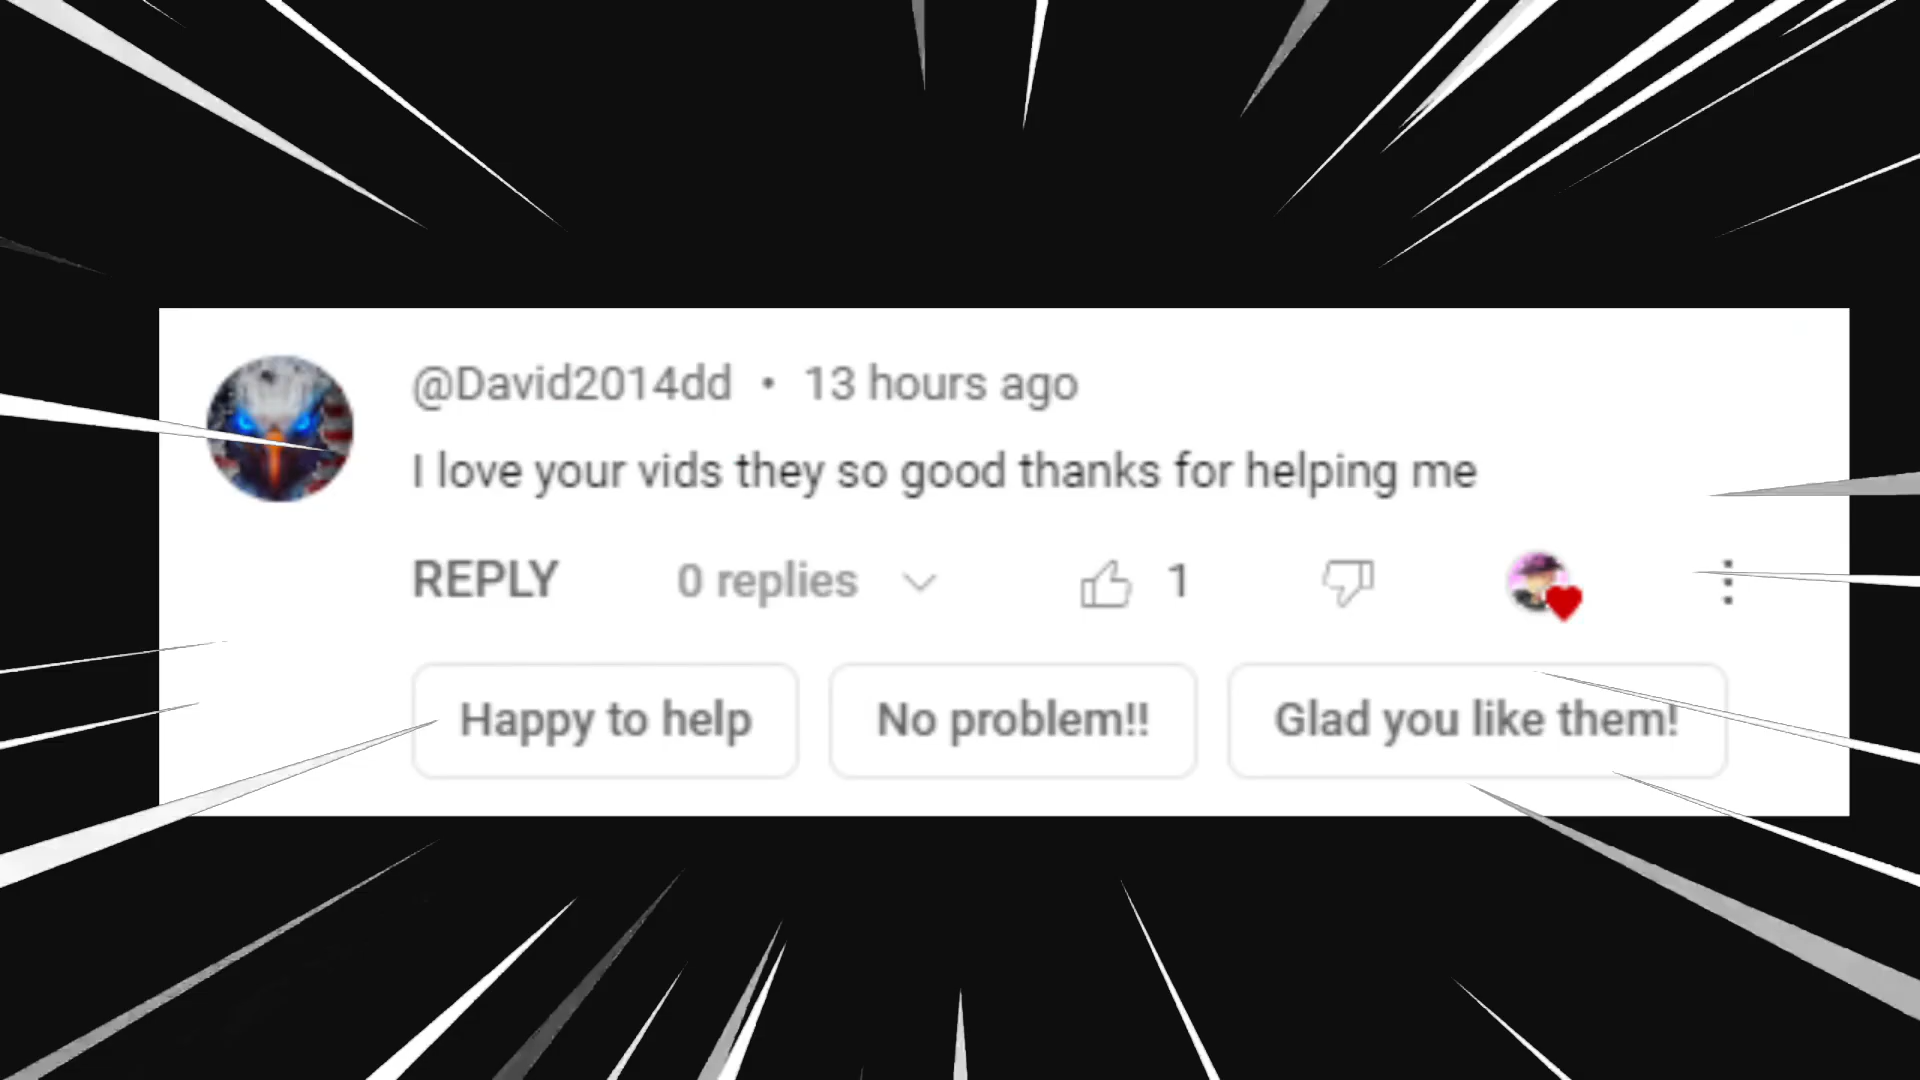 @David2014dd • 13 hours ago
I love your vids they so good thanks for helping me
REPLY 0 replies 1
Happy to help No problem!! Glad you like them!